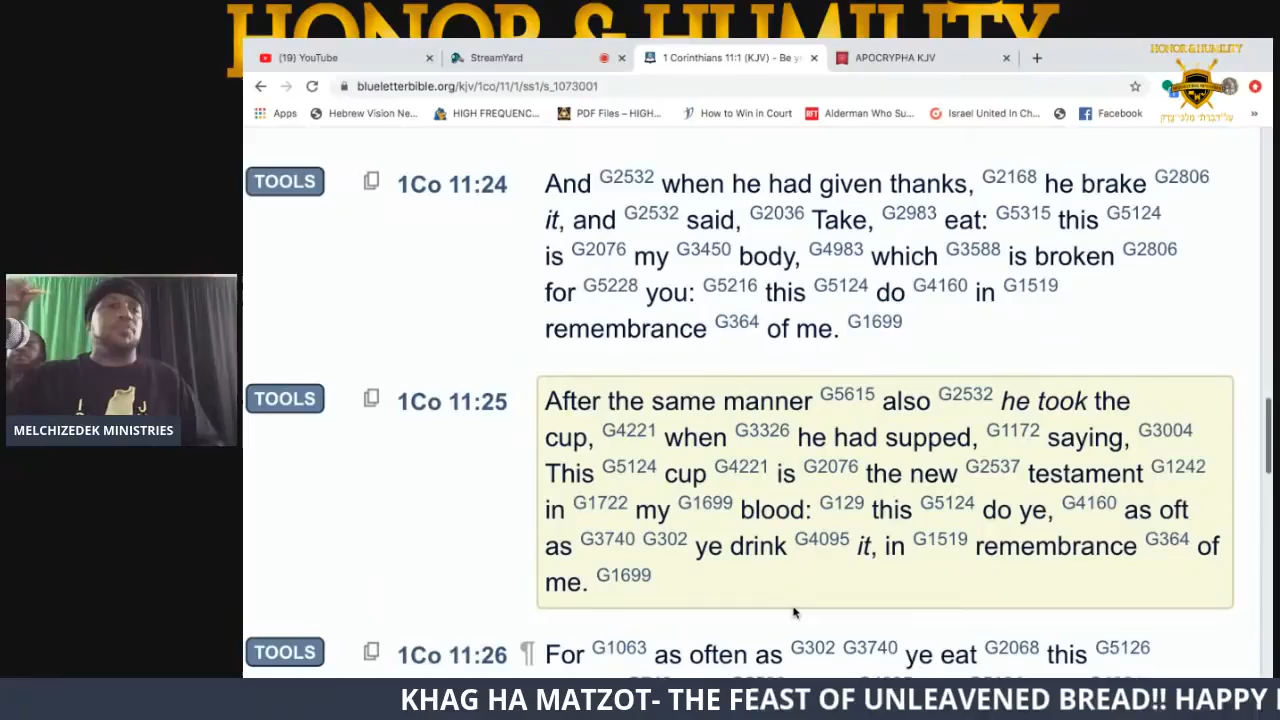 HONOR & HUMILITY
(19) YouTube
StreamYard
1 Corinthians 11:1 (KJV) - Be y
APOCRYPHA KJV
HONOR & HUMILITY
blueletterbible.org/kjv/1co/11/1/ss1/s_1073001
Apps
Hebrew Vision Ne...
HIGH FREQUENC...
PDF Files – HIGH...
How to Win in Court
RFT Alderman Who Su...
Israel United In Ch...
Facebook
»
TOOLS
1Co 11:24
And G2532 when he had given thanks, G2168 he brake G2806
it, and G2532 said, G2036 Take, G2983 eat: G5315 this G5124
is G2076 my G3450 body, G4983 which G3588 is broken G2806
for G5228 you: G5216 this G5124 do G4160 in G1519
remembrance G364 of me. G1699
TOOLS
1Co 11:25
After the same manner G5615 also G2532 he took the
cup, G4221 when G3326 he had supped, G1172 saying, G3004
This G5124 cup G4221 is G2076 the new G2537 testament G1242
in G1722 my G1699 blood: G129 this G5124 do ye, G4160 as oft
as G3740 G302 ye drink G4095 it, in G1519 remembrance G364 of
me. G1699
TOOLS
1Co 11:26
¶ For G1063 as often as G302 G3740 ye eat G2068 this G5126
MELCHIZEDEK MINISTRIES
KHAG HA MATZOT- THE FEAST OF UNLEAVENED BREAD!! HAPPY